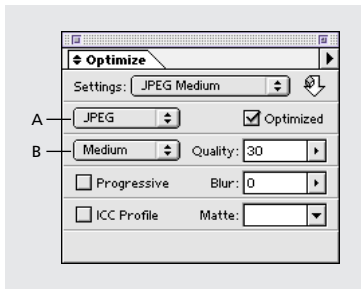 Optimize
Settings: JPEG Medium
A JPEG Optimized
B Medium Quality: 30
Progressive Blur: 0
ICC Profile Matte: